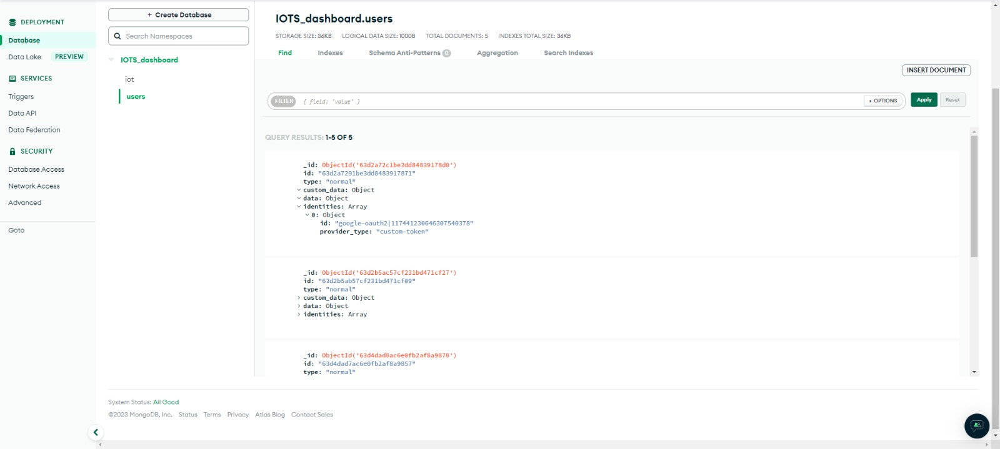 DEPLOYMENT
Database
Data Lake PREVIEW
SERVICES
Triggers
Data API
Data Federation
SECURITY
Database Access
Network Access
Advanced
Goto
+ Create Database
Search Namespaces
IOTS_dashboard
iot
users
IOTS_dashboard.users
STORAGE SIZE: 36KB LOGICAL DATA SIZE: 1000B TOTAL DOCUMENTS: 5 INDEXES TOTAL SIZE: 36KB
Find Indexes Schema Anti-Patterns 0 Aggregation Search Indexes
INSERT DOCUMENT
FILTER { field: 'value' } OPTIONS Apply Reset
QUERY RESULTS: 1-5 OF 5
_id: ObjectId('63d2a72c1be3dd84839178d0')
id: "63d2a7291be3dd8483917871"
type: "normal"
custom_data: Object
data: Object
identities: Array
0: Object
id: "google-oauth2|117441230646307540378"
provider_type: "custom-token"
_id: ObjectId('63d2b5ac57cf231bd471cf27')
id: "63d2b5ab57cf231bd471cf09"
type: "normal"
custom_data: Object
data: Object
identities: Array
_id: ObjectId('63d4dad8ac6e0fb2af8a9878')
id: "63d4dad7ac6e0fb2af8a9857"
type: "normal"
System Status: All Good
©2023 MongoDB, Inc. Status Terms Privacy Atlas Blog Contact Sales